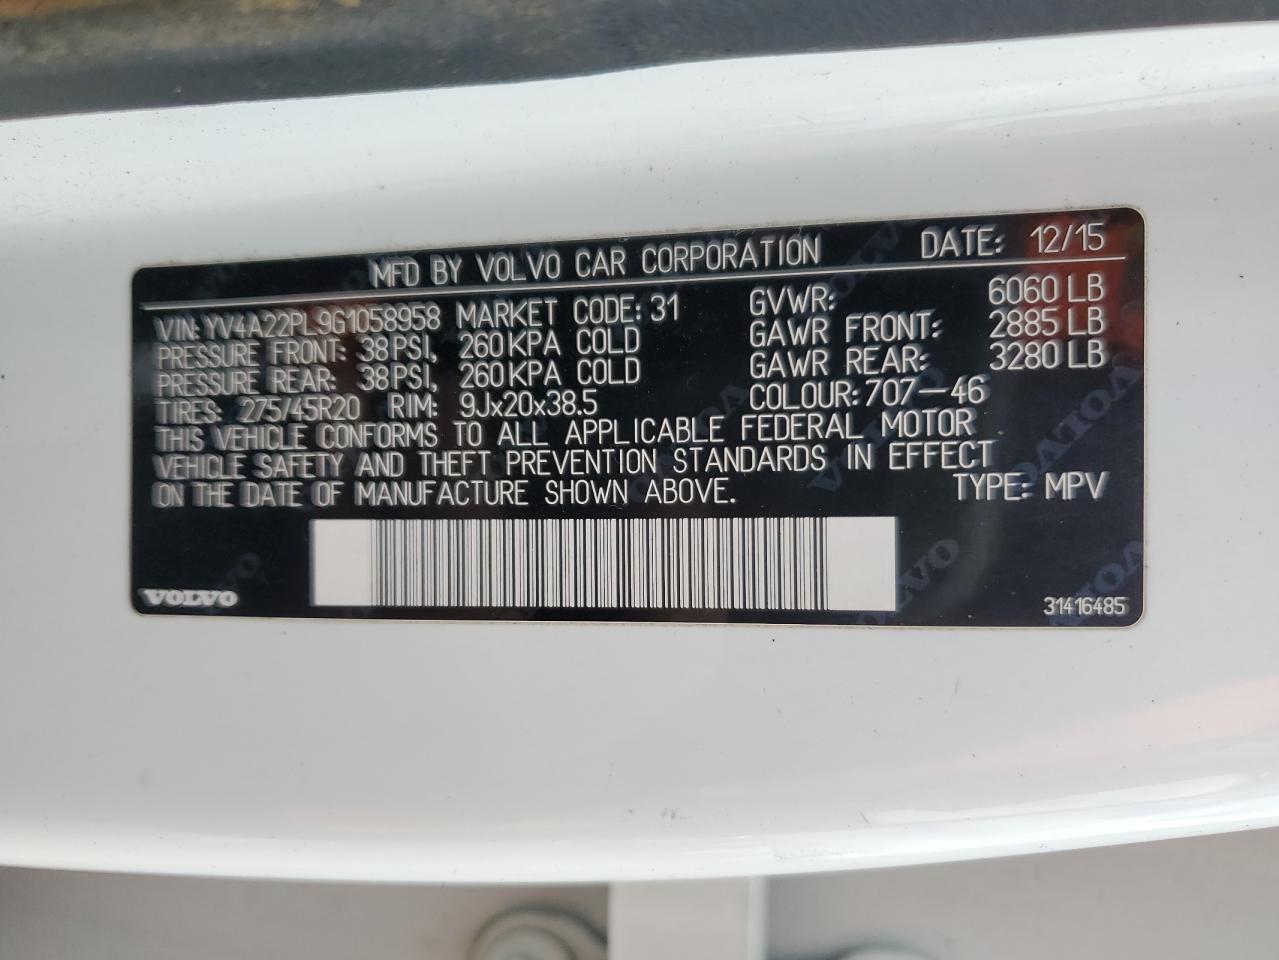 MFD BY VOLVO CAR CORPORATION DATE: 12/15
VIN: YV4A22PL9G1058958 MARKET CODE: 31 GVWR: 6060 LB
PRESSURE FRONT: 38 PSI, 260 KPA COLD GAWR FRONT: 2885 LB
PRESSURE REAR: 38 PSI, 260 KPA COLD GAWR REAR: 3280 LB
TIRES: 275/45R20 RIM: 9Jx20x38.5 COLOUR: 707-46
THIS VEHICLE CONFORMS TO ALL APPLICABLE FEDERAL MOTOR
VEHICLE SAFETY AND THEFT PREVENTION STANDARDS IN EFFECT
ON THE DATE OF MANUFACTURE SHOWN ABOVE. TYPE: MPV
VOLVO 31416485